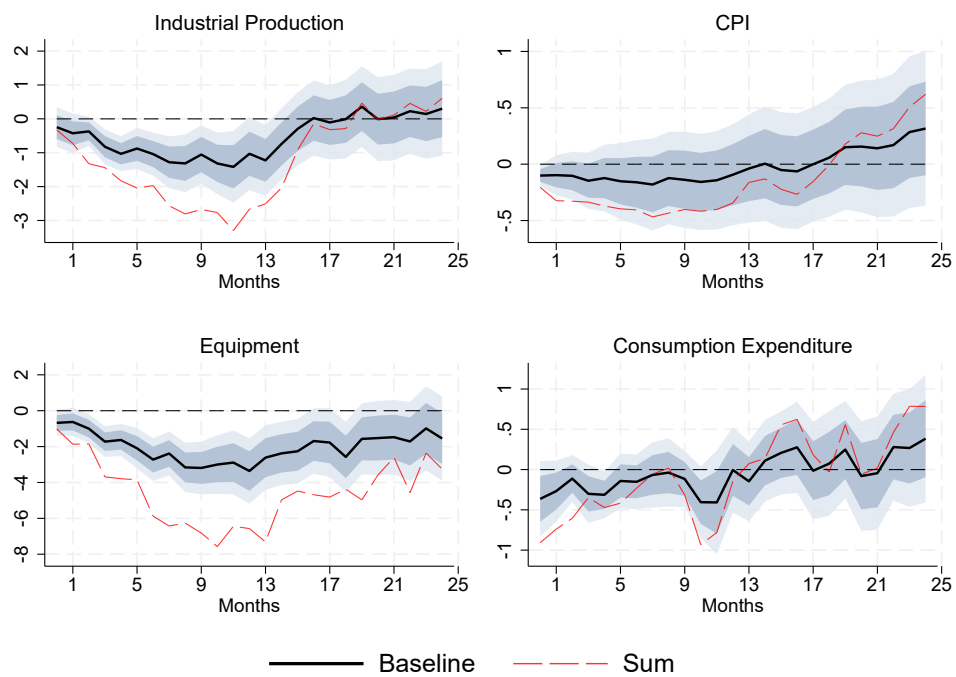 Industrial Production
2
1
0
-1
-2
-3
1 5 9 13 17 21 25
Months
CPI
1
.5
0
-.5
1 5 9 13 17 21 25
Months
Equipment
2
0
-2
-4
-6
-8
1 5 9 13 17 21 25
Months
Consumption Expenditure
1
.5
0
-.5
-1
1 5 9 13 17 21 25
Months
Baseline Sum